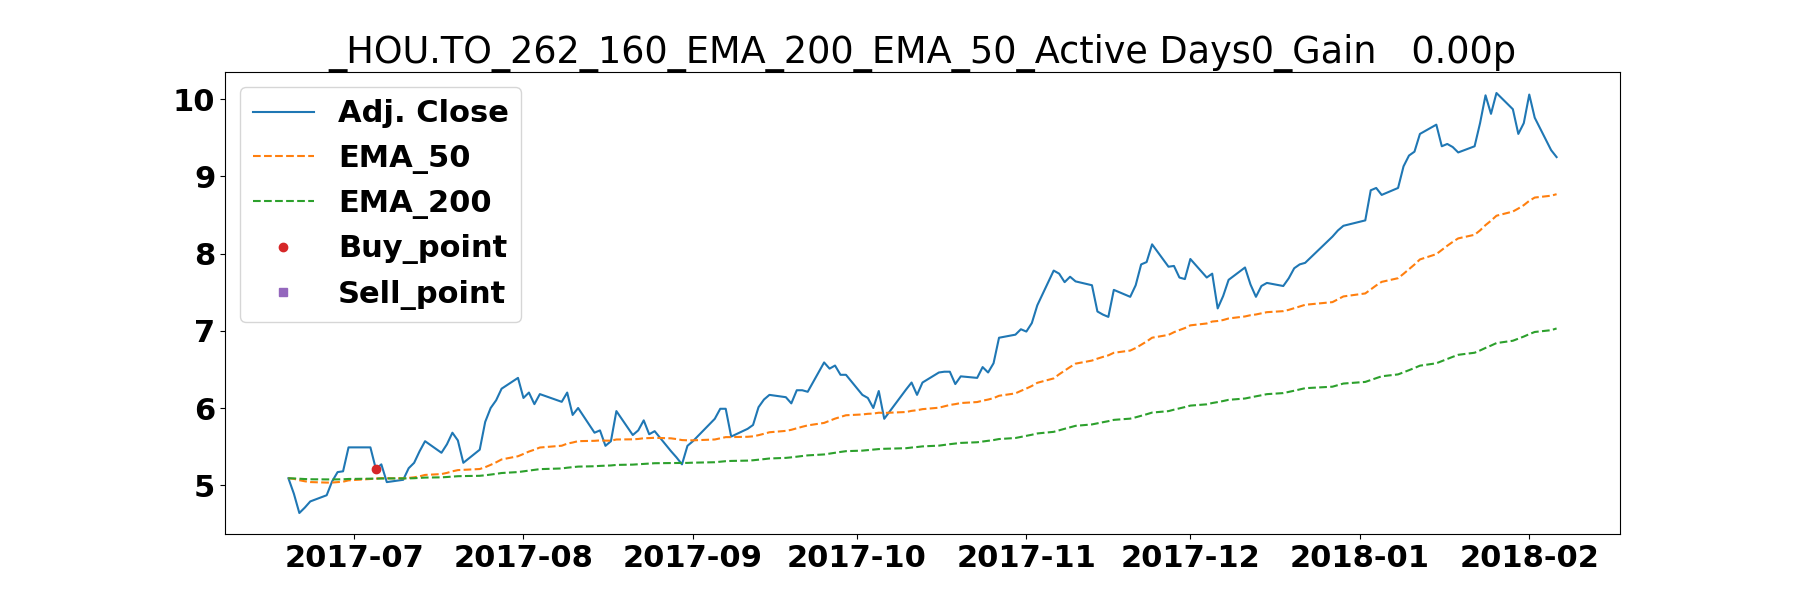 _HOU.TO_262_160_EMA_200_EMA_50_Active Days0_Gain   0.00p
10
9
8
7
6
5
Adj. Close
EMA_50
EMA_200
Buy_point
Sell_point
2017-07 2017-08 2017-09 2017-10 2017-11 2017-12 2018-01 2018-02